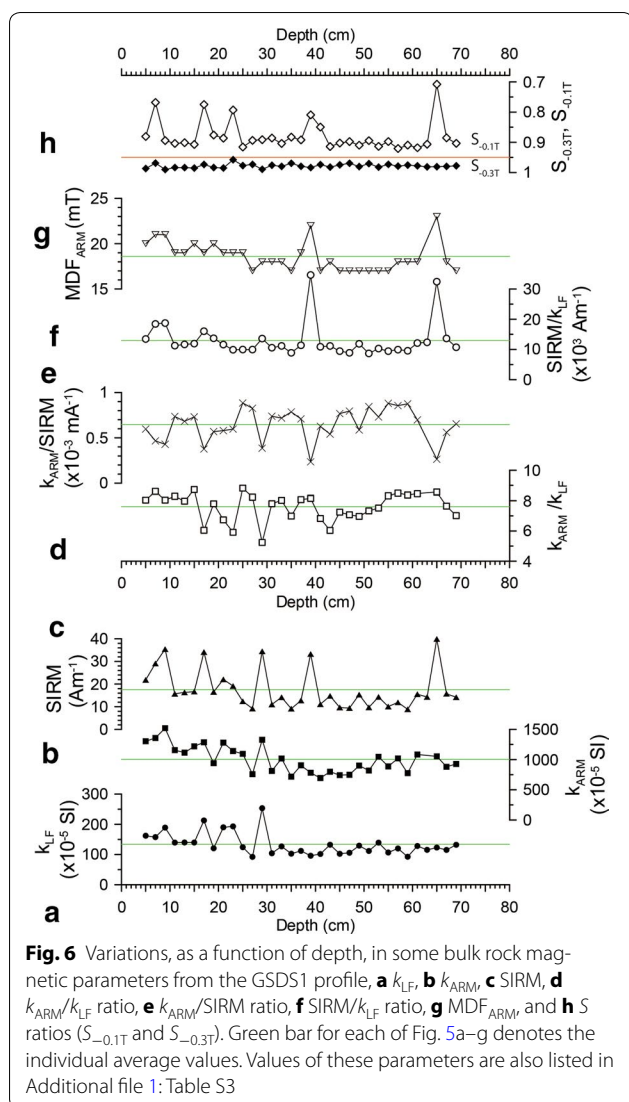 Depth (cm)
0 10 20 30 40 50 60 70 80
0.7
0.8
0.9
1
S-0.3T, S-0.1T
S-0.1T
S-0.3T
h
25
20
15
MDFARM (mT)
g
30
20
10
0
SIRM/kLF
(x10³ Am-1)
f
e
1
0.5
0
kARM/SIRM
(x10-3 mA-1)
10
8
6
4
kARM /kLF
d
0 10 20 30 40 50 60 70 80
Depth (cm)
c
40
30
20
10
0
SIRM
(Am-1)
b
1500
1000
500
0
kARM
(x10-5 SI)
300
200
100
0
kLF
(x10-5 SI)
0 10 20 30 40 50 60 70 80
a
Depth (cm)
Fig. 6 Variations, as a function of depth, in some bulk rock mag-
netic parameters from the GSDS1 profile, a kLF, b kARM, c SIRM, d
kARM/kLF ratio, e kARM/SIRM ratio, f SIRM/kLF ratio, g MDFARM, and h S
ratios (S−0.1T and S−0.3T). Green bar for each of Fig. 5a–g denotes the
individual average values. Values of these parameters are also listed in
Additional file 1: Table S3